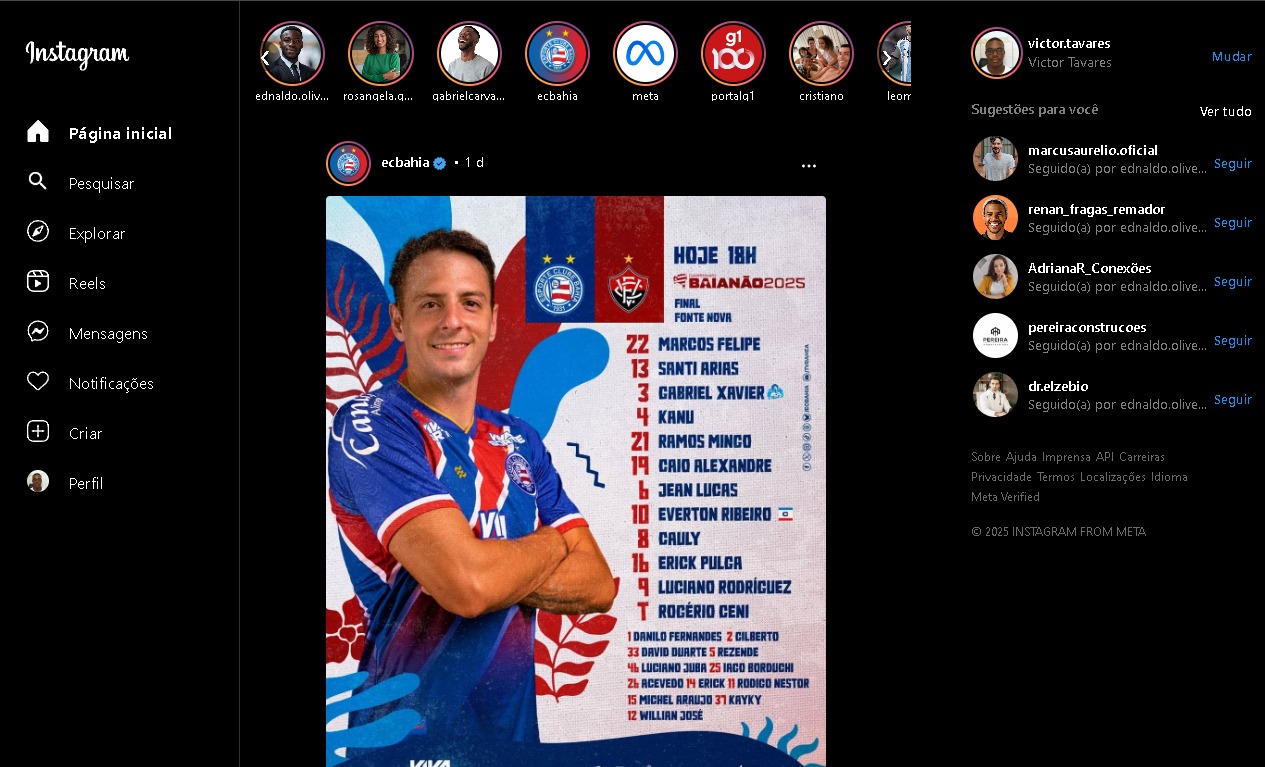 Instagram
Página inicial
Pesquisar
Explorar
Reels
Mensagens
Notificações
Criar
Perfil
ednaldo.oliv...
rosangela.g...
gabrielcarva...
ecbahia
meta
g1
100
portalg1
cristiano
leom
ecbahia • 1 d
HOJE 18H
BAIANÃO2025
FINAL
FONTE NOVA
22 MARCOS FELIPE
13 SANTI ARIAS
3 GABRIEL XAVIER
4 KANU
21 RAMOS MINGO
19 CAIO ALEXANDRE
6 JEAN LUCAS
10 EVERTON RIBEIRO
8 CAULY
16 ERICK PULGA
9 LUCIANO RODRÍGUEZ
T ROGÉRIO CENI
1 DANILO FERNANDES 2 GILBERTO
33 DAVID DUARTE 5 REZENDE
46 LUCIANO JUBA 25 IAGO BORDUCHI
26 ACEVEDO 14 ERICK 11 RODIGO NESTOR
15 MICHEL ARAUJO 37 KAYKY
12 WILLIAN JOSÉ
victor.tavares
Victor Tavares
Mudar
Sugestões para você
Ver tudo
marcusaurelio.oficial
Seguido(a) por ednaldo.olive...
Seguir
renan_fragas_remador
Seguido(a) por ednaldo.olive...
Seguir
AdrianaR_Conexões
Seguido(a) por ednaldo.olive...
Seguir
PEREIRA
pereiraconstrucoes
Seguido(a) por ednaldo.olive...
Seguir
dr.elzebio
Seguido(a) por ednaldo.olive...
Seguir
Sobre Ajuda Imprensa API Carreiras
Privacidade Termos Localizações Idioma
Meta Verified
© 2025 INSTAGRAM FROM META